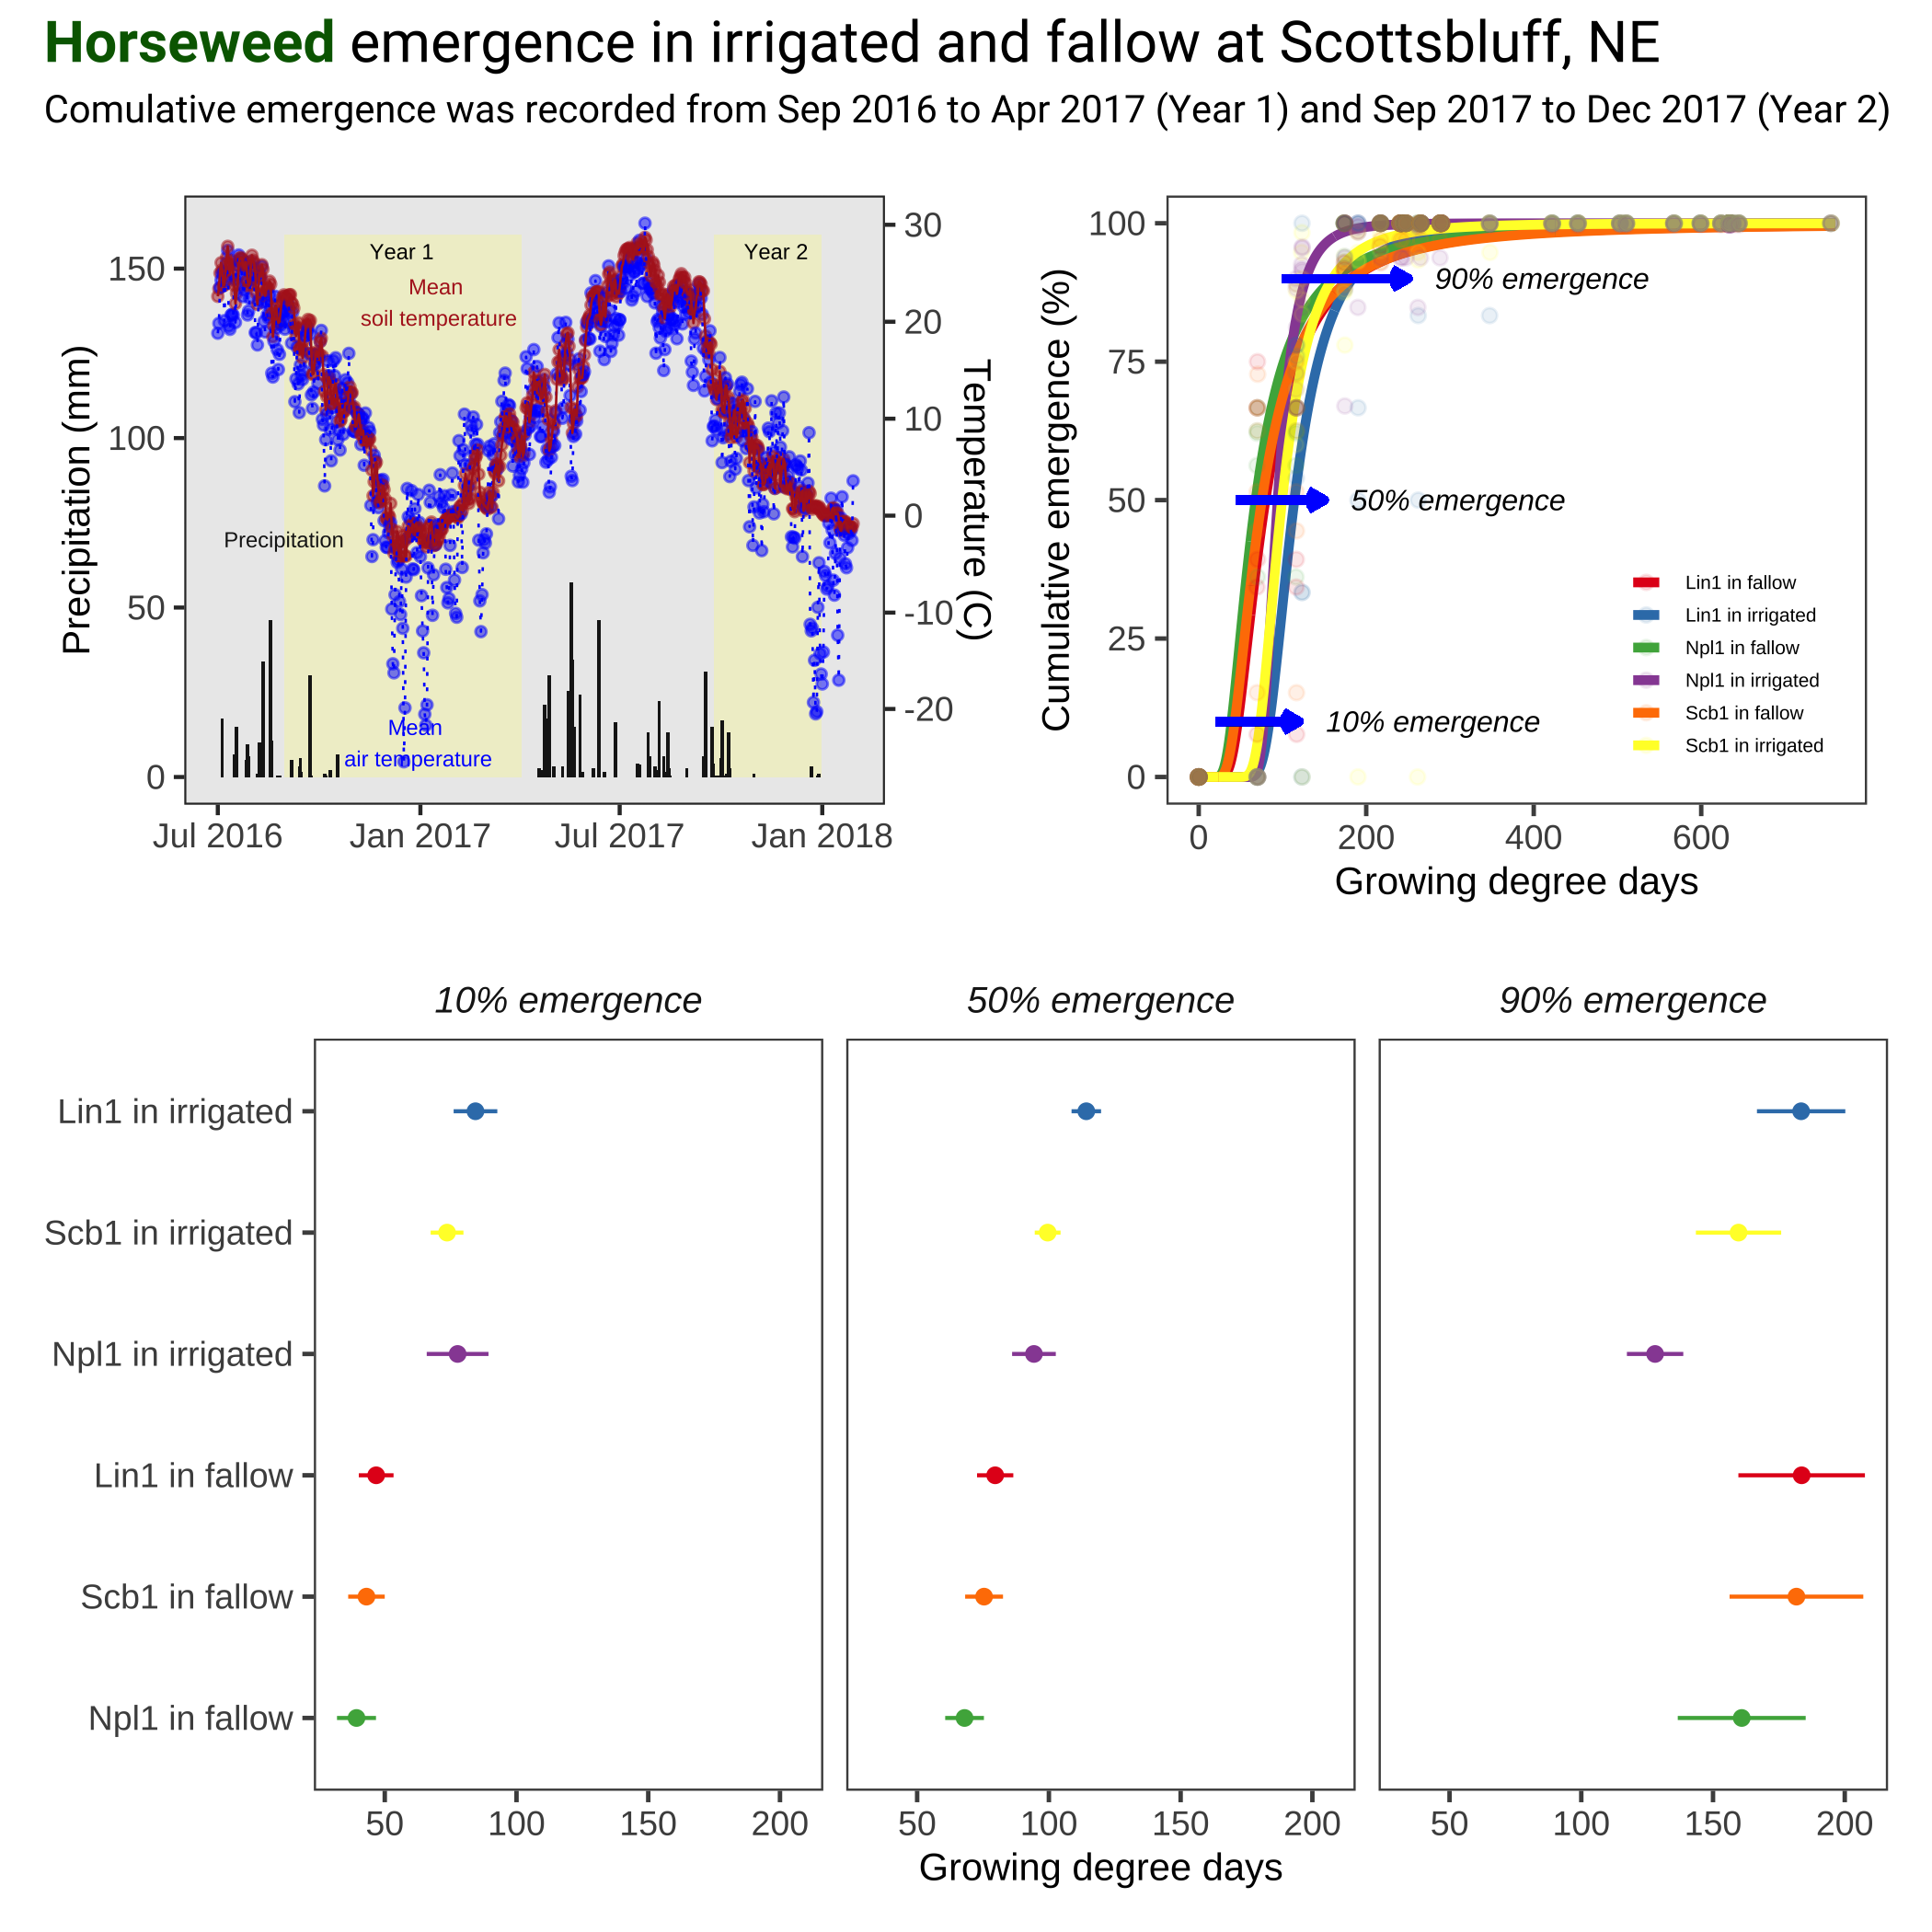 Horseweed emergence in irrigated and fallow at Scottsbluff, NE
Comulative emergence was recorded from Sep 2016 to Apr 2017 (Year 1) and Sep 2017 to Dec 2017 (Year 2)
Precipitation (mm)
150
100
50
0
Year 1
Year 2
Mean
soil temperature
Precipitation
Mean
air temperature
30
20
10
0
-10
-20
Temperature (C)
Jul 2016
Jan 2017
Jul 2017
Jan 2018
Cumulative emergence (%)
100
75
50
25
0
90% emergence
50% emergence
10% emergence
Lin1 in fallow
Lin1 in irrigated
Npl1 in fallow
Npl1 in irrigated
Scb1 in fallow
Scb1 in irrigated
0
200
400
600
Growing degree days
10% emergence
50% emergence
90% emergence
Lin1 in irrigated
Scb1 in irrigated
Npl1 in irrigated
Lin1 in fallow
Scb1 in fallow
Npl1 in fallow
50
100
150
200
50
100
150
200
50
100
150
200
Growing degree days